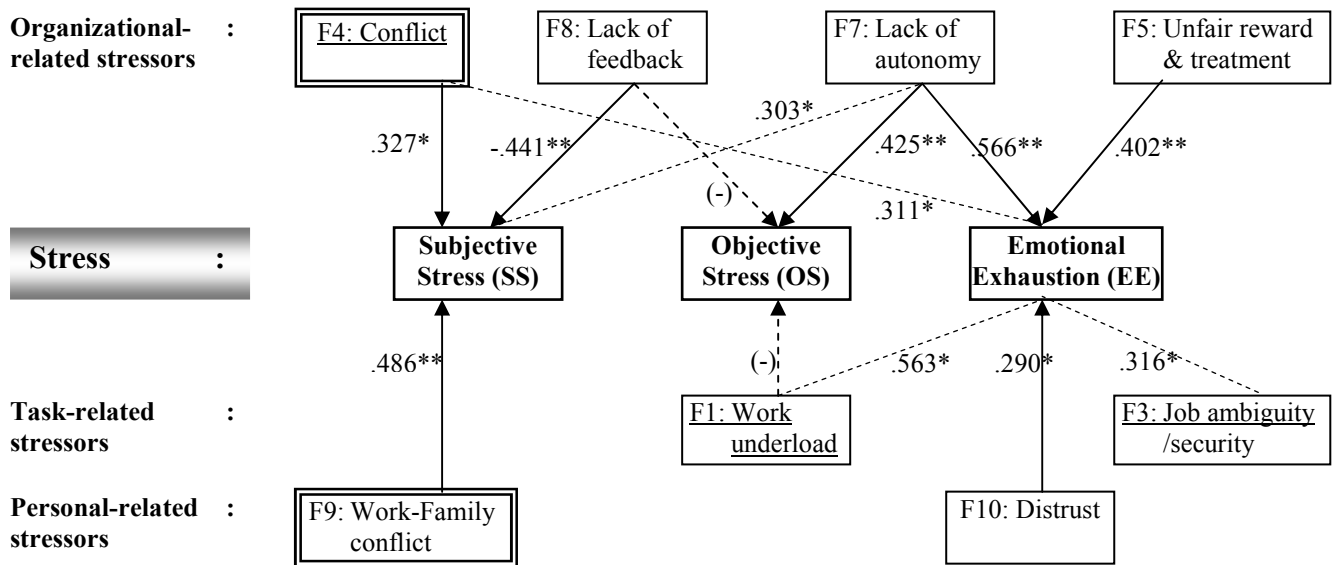 Organizational- :
related stressors
F4: Conflict
F8: Lack of
feedback
F7: Lack of
autonomy
F5: Unfair reward
& treatment
.303*
.327*
-.441**
.425**
.566**
.402**
(-)
.311*
Stress :
Subjective
Stress (SS)
Objective
Stress (OS)
Emotional
Exhaustion (EE)
.486**
(-)
.563*
.290*
.316*
Task-related :
stressors
F1: Work
underload
F3: Job ambiguity
/security
Personal-related :
stressors
F9: Work-Family
conflict
F10: Distrust